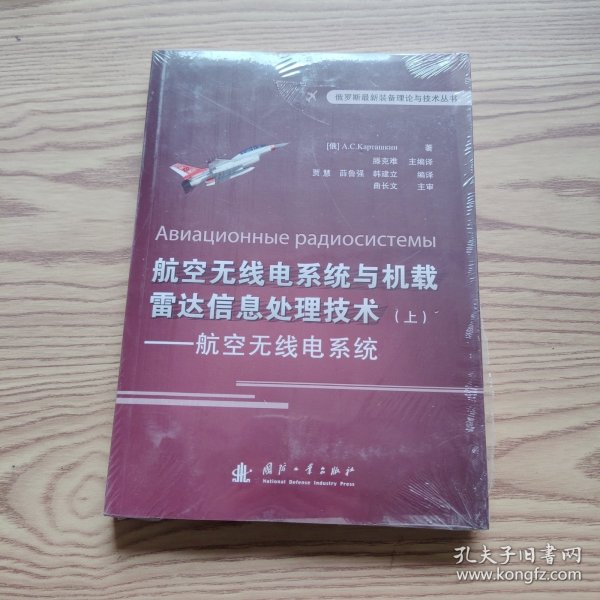 俄罗斯最新装备理论与技术丛书
[俄] А.С.Карташкин 著
滕克难 主编译
贾慧 薛鲁强 韩建立 编译
曲长文 主审
Авиационные радиосистемы
航空无线电系统与机载
雷达信息处理技术（上）
——航空无线电系统
国防工业出版社
National Defense Industry Press
孔夫子旧书网
www.kongfz.com